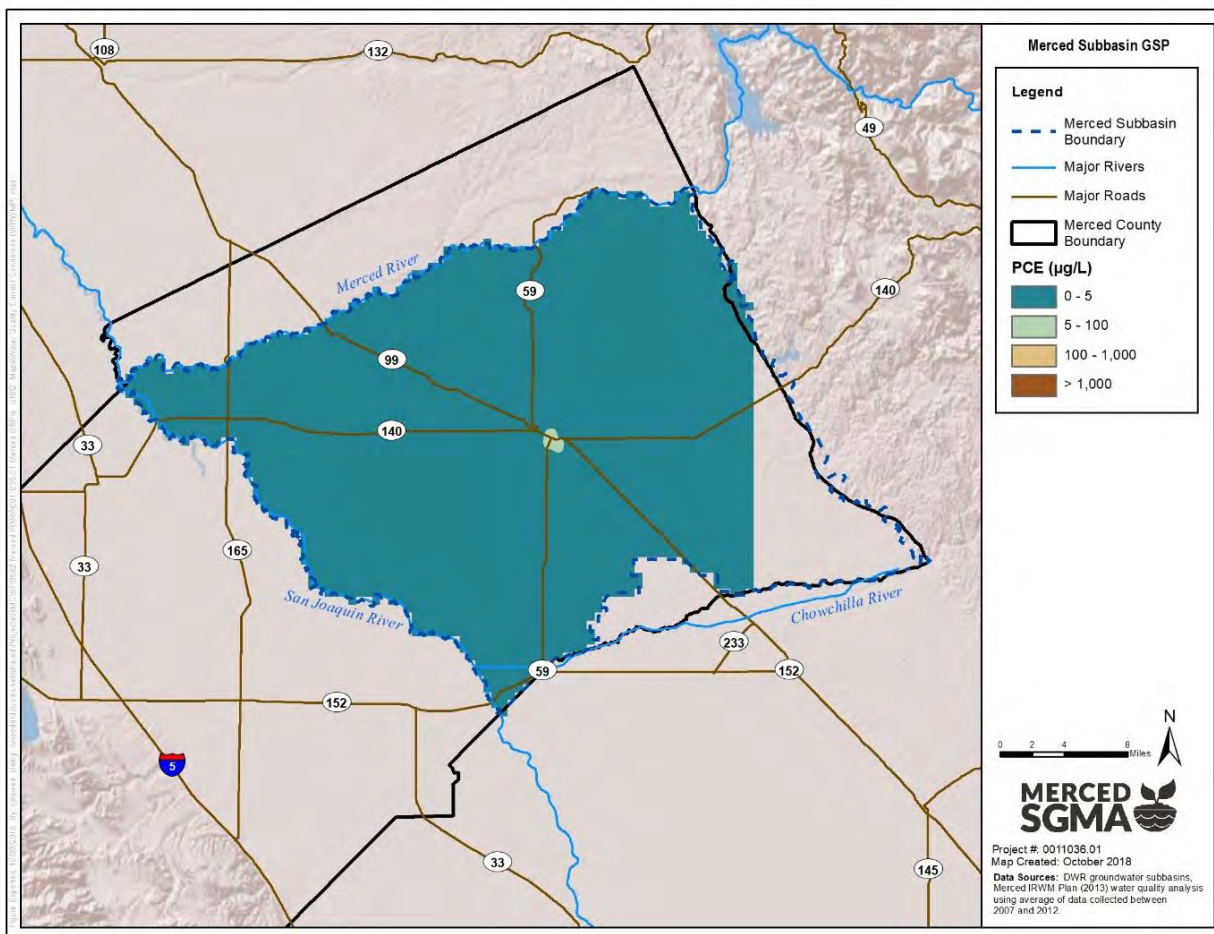 108
132
49
Merced River
59
140
99
140
33
33
165
San Joaquin River
Chowchilla River
233
59
152
152
5
33
145
Merced Subbasin GSP
Legend
Merced Subbasin
Boundary
Major Rivers
Major Roads
Merced County
Boundary
PCE (µg/L)
0 - 5
5 - 100
100 - 1,000
> 1,000
N
0 2 4 8
Miles
MERCED
SGMA
Project #: 0011036.01
Map Created: October 2018
Data Sources: DWR groundwater subbasins,
Merced IRWM Plan (2013) water quality analysis
using average of data collected between
2007 and 2012.